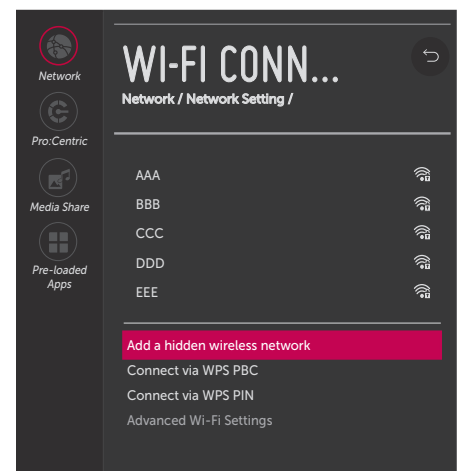 Network
Pro:Centric
Media Share
Pre-loaded
Apps
WI-FI CONN...
Network / Network Setting /
AAA
BBB
CCC
DDD
EEE
Add a hidden wireless network
Connect via WPS PBC
Connect via WPS PIN
Advanced Wi-Fi Settings